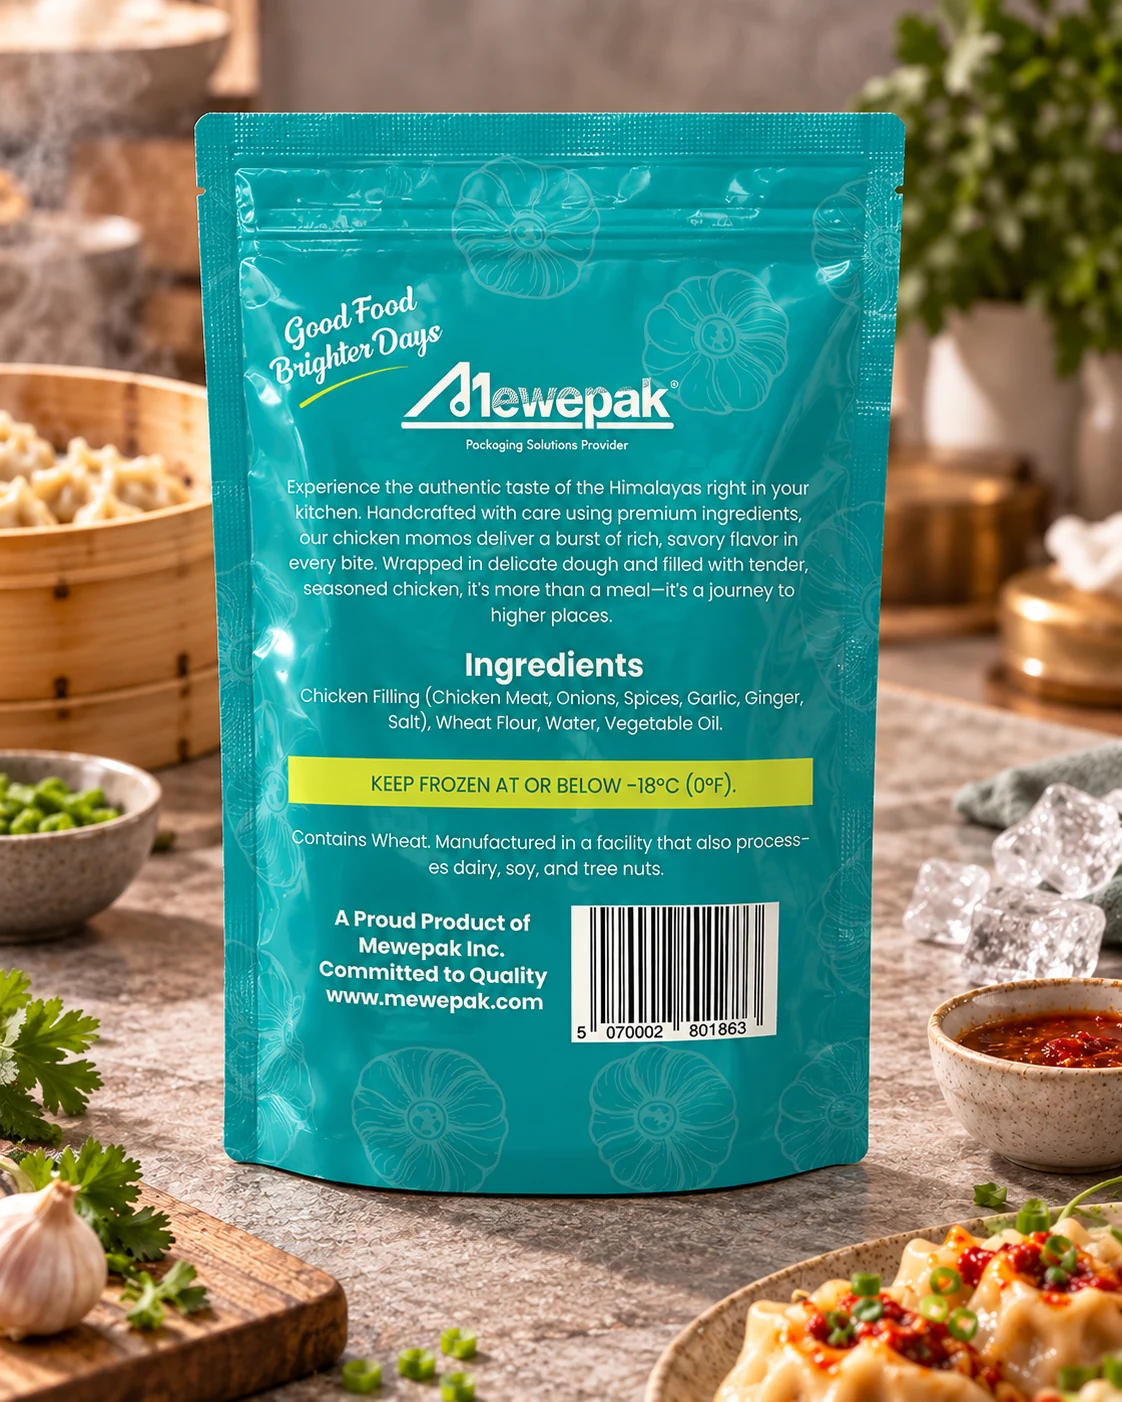 Good Food
Brighter Days
Mewepak®
Packaging Solutions Provider
Experience the authentic taste of the Himalayas right in your
kitchen. Handcrafted with care using premium ingredients,
our chicken momos deliver a burst of rich, savory flavor in
every bite. Wrapped in delicate dough and filled with tender,
seasoned chicken, it's more than a meal—it's a journey to
higher places.
Ingredients
Chicken Filling (Chicken Meat, Onions, Spices, Garlic, Ginger,
Salt), Wheat Flour, Water, Vegetable Oil.
KEEP FROZEN AT OR BELOW -18°C (0°F).
Contains Wheat. Manufactured in a facility that also process-
es dairy, soy, and tree nuts.
A Proud Product of
Mewepak Inc.
Committed to Quality
www.mewepak.com
5 070002 801863